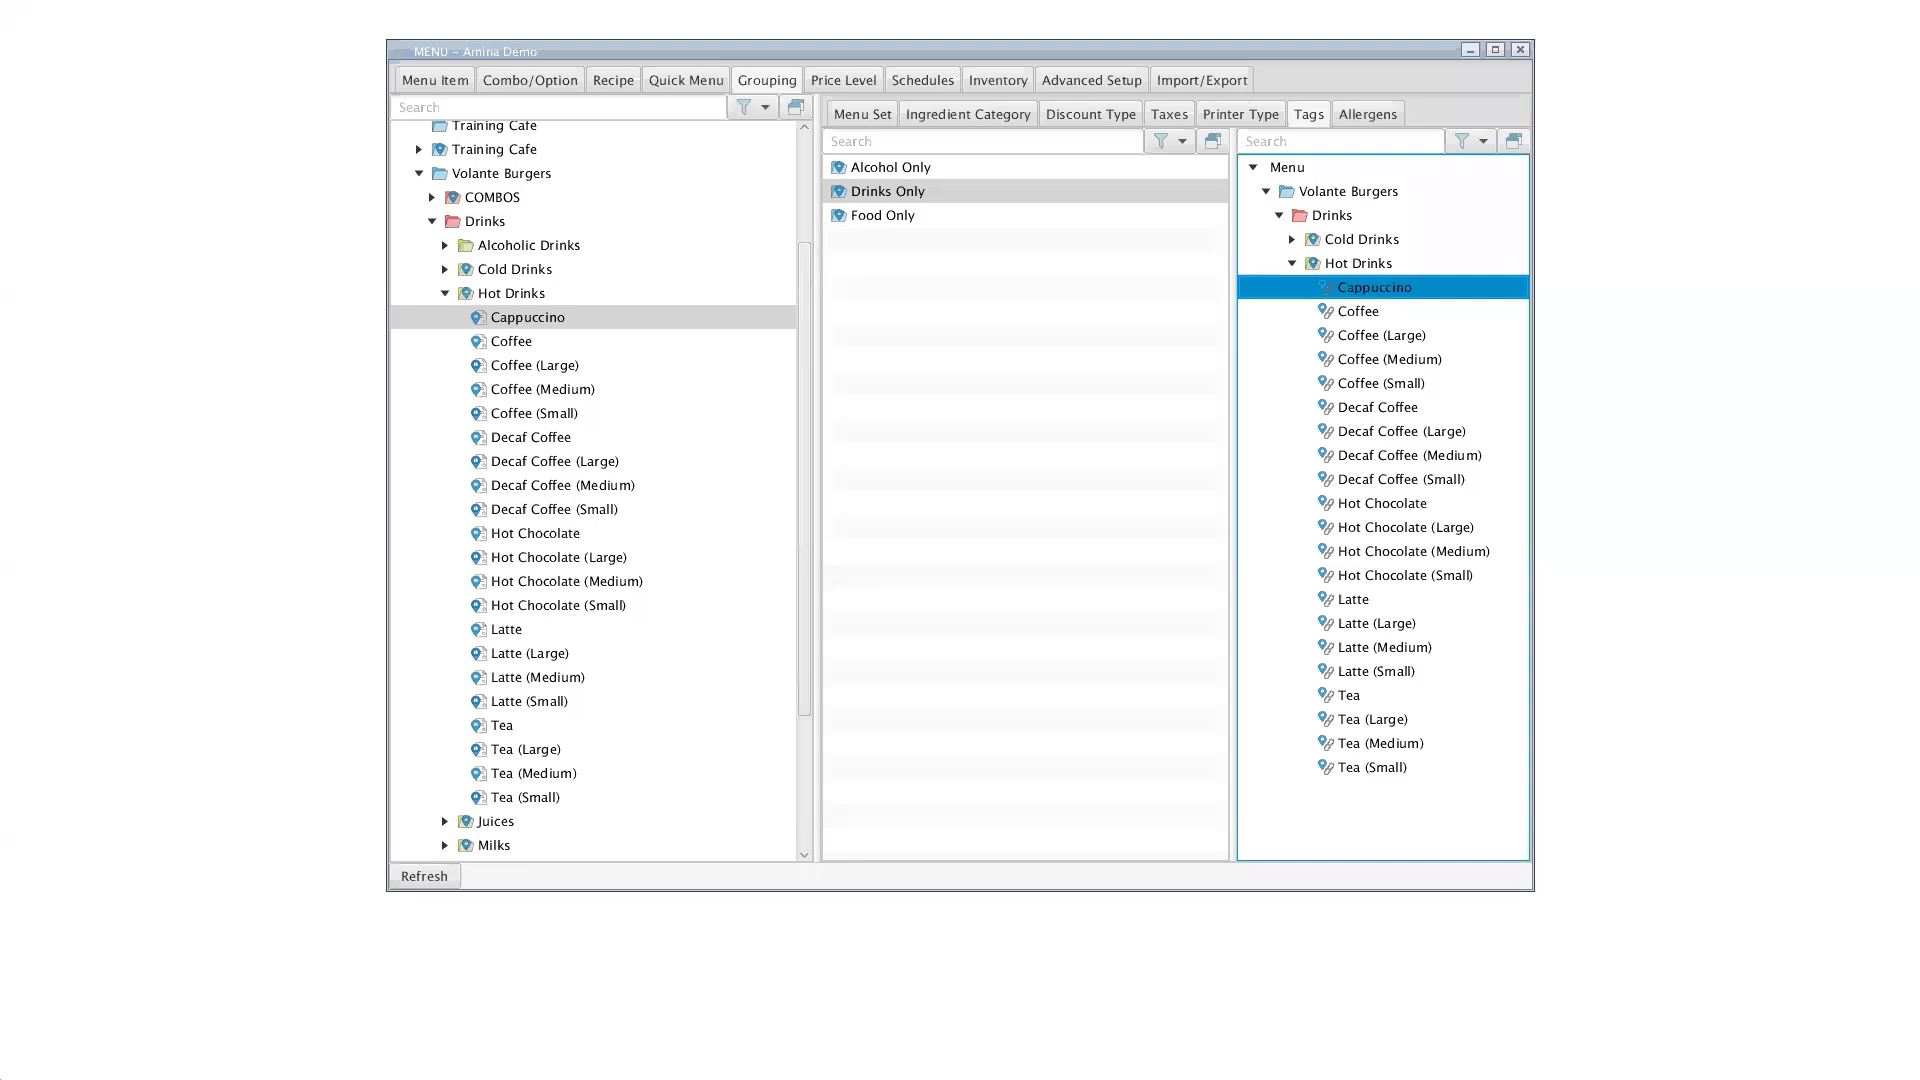 MENU – Amina Demo
Menu Item Combo/Option Recipe Quick Menu Grouping Price Level Schedules Inventory Advanced Setup Import/Export
Search
Training Cafe
Training Cafe
Volante Burgers
COMBOS
Drinks
Alcoholic Drinks
Cold Drinks
Hot Drinks
Cappuccino
Coffee
Coffee (Large)
Coffee (Medium)
Coffee (Small)
Decaf Coffee
Decaf Coffee (Large)
Decaf Coffee (Medium)
Decaf Coffee (Small)
Hot Chocolate
Hot Chocolate (Large)
Hot Chocolate (Medium)
Hot Chocolate (Small)
Latte
Latte (Large)
Latte (Medium)
Latte (Small)
Tea
Tea (Large)
Tea (Medium)
Tea (Small)
Juices
Milks
Menu Set Ingredient Category Discount Type Taxes Printer Type Tags Allergens
Search
Alcohol Only
Drinks Only
Food Only
Search
Menu
Volante Burgers
Drinks
Cold Drinks
Hot Drinks
Cappuccino
Coffee
Coffee (Large)
Coffee (Medium)
Coffee (Small)
Decaf Coffee
Decaf Coffee (Large)
Decaf Coffee (Medium)
Decaf Coffee (Small)
Hot Chocolate
Hot Chocolate (Large)
Hot Chocolate (Medium)
Hot Chocolate (Small)
Latte
Latte (Large)
Latte (Medium)
Latte (Small)
Tea
Tea (Large)
Tea (Medium)
Tea (Small)
Refresh